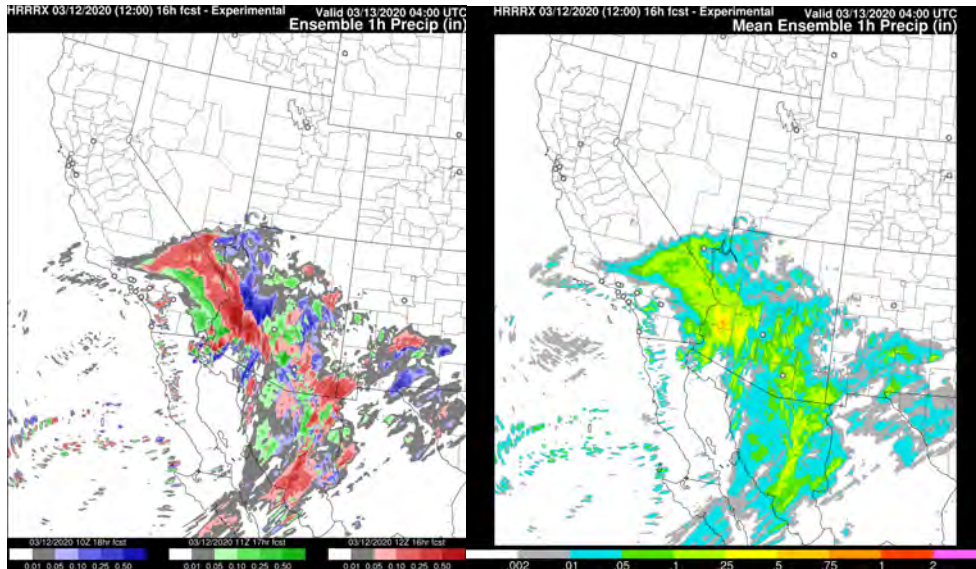 HRRRX 03/12/2020 (12:00) 16h fcst - Experimental Valid 03/13/2020 04:00 UTC
Ensemble 1h Precip (in)
03/12/2020 10Z 18hr fcst 03/12/2020 11Z 17hr fcst 03/12/2020 12Z 16hr fcst
0.01 0.05 0.10 0.25 0.50 0.01 0.05 0.10 0.25 0.50 0.01 0.05 0.10 0.25 0.50
HRRRX 03/12/2020 (12:00) 16h fcst - Experimental Valid 03/13/2020 04:00 UTC
Mean Ensemble 1h Precip (in)
.002 .01 .05 .1 .25 .5 .75 1 2